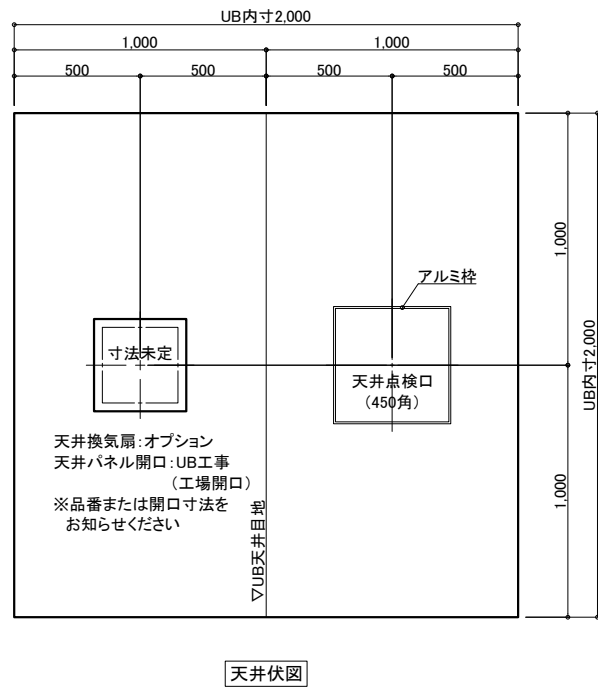 UB内寸2,000
1,000
1,000
500
500
500
500
アルミ枠
1,000
UB内寸2,000
寸法未定
天井点検口
(450角)
天井換気扇:オプション
天井パネル開口:UB工事
(工場開口)
※品番または開口寸法を
お知らせください
▽UB天井目地
1,000
天井伏図